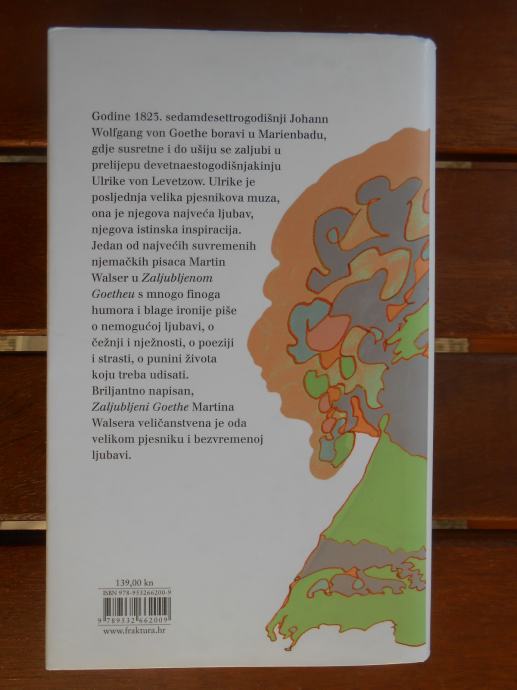 Godine 1823. sedamdesettrogodišnji Johann
Wolfgang von Goethe boravi u Marienbadu,
gdje susretne i do ušiju se zaljubi u
prelijepu devetnaestogodišnjakinju
Ulrike von Levetzow. Ulrike je
posljednja velika pjesnikova muza,
ona je njegova najveća ljubav,
njegova istinska inspiracija.
Jedan od najvećih suvremenih
njemačkih pisaca Martin
Walser u Zaljubljenom
Goetheu s mnogo finoga
humora i blage ironije piše
o nemogućoj ljubavi, o
čežnji i nježnosti, o poeziji
i strasti, o punini života
koju treba udisati.
Briljantno napisan,
Zaljubljeni Goethe Martina
Walsera veličanstvena je oda
velikom pjesniku i bezvremenoj
ljubavi.
139,00 kn
ISBN 978-953266200-9
9 789532 662009
www.fraktura.hr